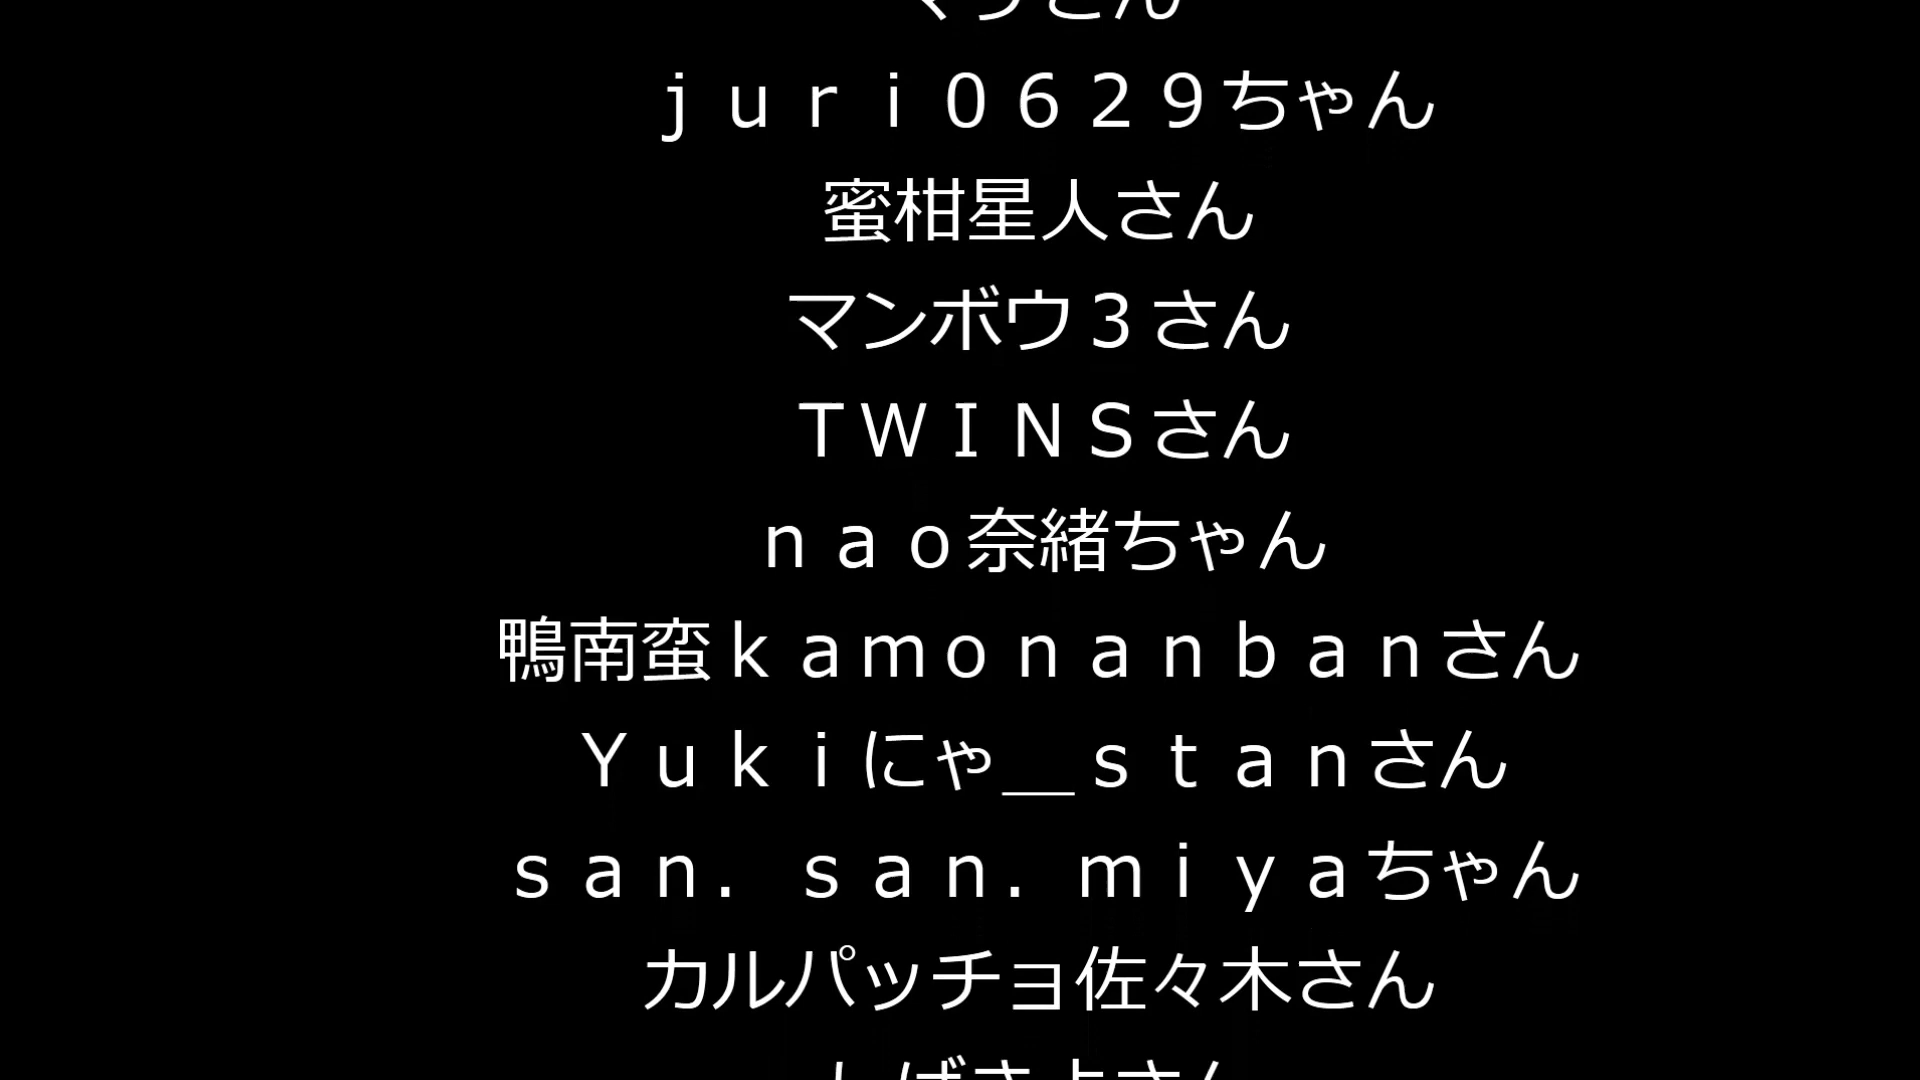 ｊｕｒｉ０６２９ちゃん
蜜柑星人さん
マンボウ３さん
ＴＷＩＮＳさん
ｎａｏ奈緒ちゃん
鴨南蛮ｋａｍｏｎａｎｂａｎさん
Ｙｕｋｉにゃ＿ｓｔａｎさん
ｓａｎ．ｓａｎ．ｍｉｙａちゃん
カルパッチョ佐々木さん